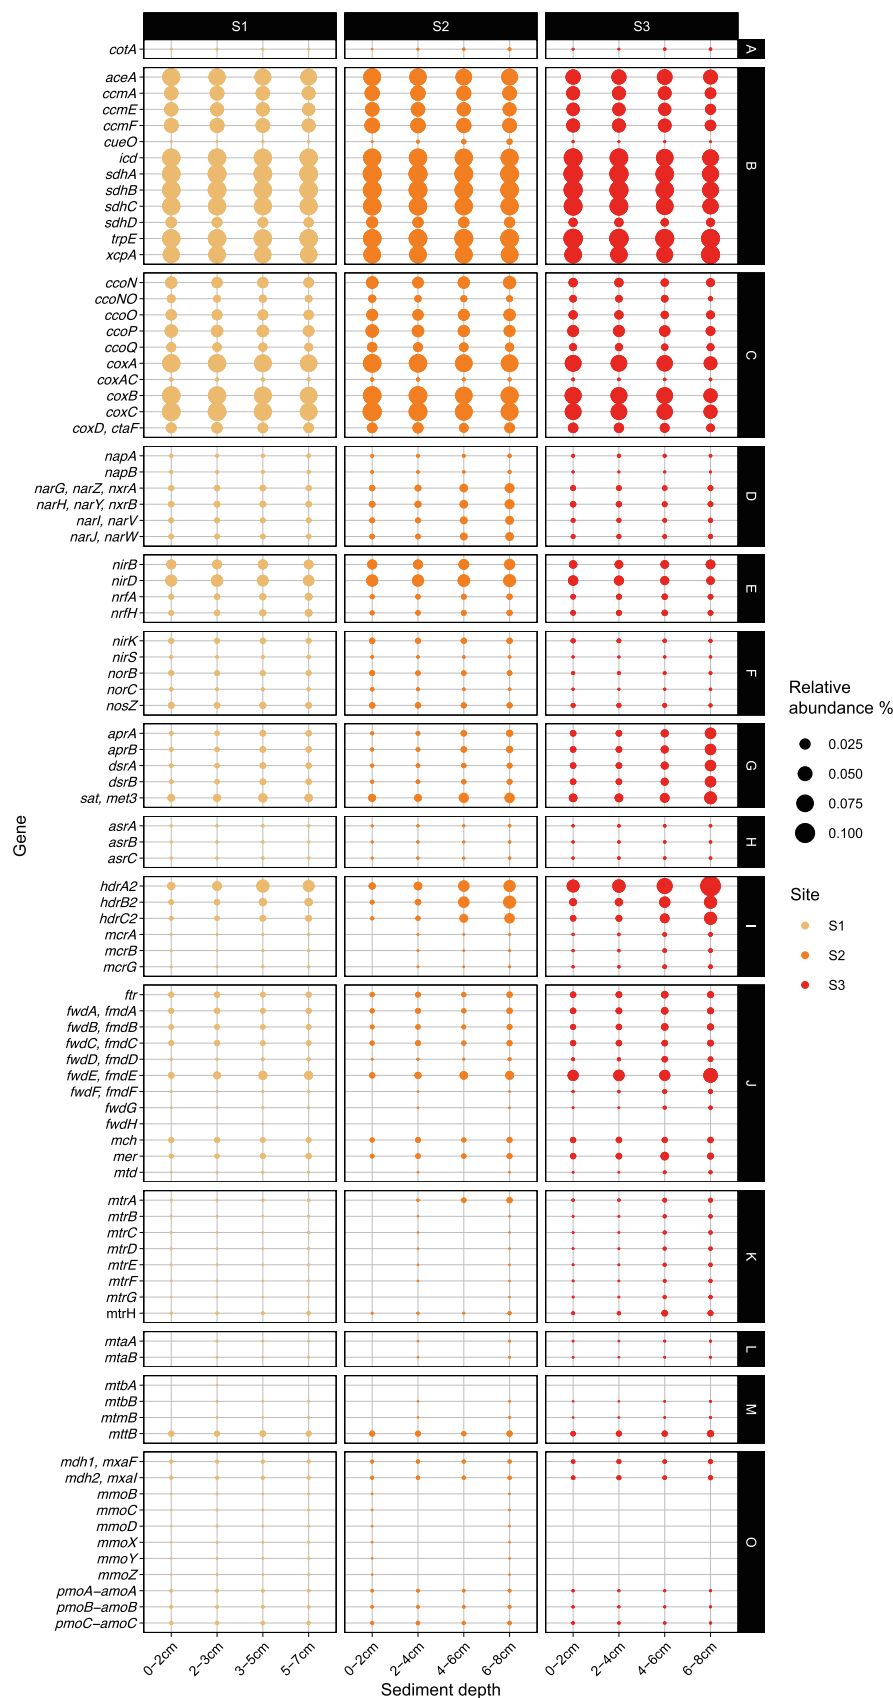 S1 S2 S3
cotA
A
aceA
ccmA
ccmE
ccmF
cueO
icd
sdhA
sdhB
sdhC
sdhD
trpE
xcpA
B
ccoN
ccoNO
ccoO
ccoP
ccoQ
coxA
coxAC
coxB
coxC
coxD, ctaF
C
napA
napB
narG, narZ, nxrA
narH, narY, nxrB
narI, narV
narJ, narW
D
nirB
nirD
nrfA
nrfH
E
nirK
nirS
norB
norC
nosZ
F
aprA
aprB
dsrA
dsrB
sat, met3
G
asrA
asrB
asrC
H
hdrA2
hdrB2
hdrC2
mcrA
mcrB
mcrG
I
ftr
fwdA, fmdA
fwdB, fmdB
fwdC, fmdC
fwdD, fmdD
fwdE, fmdE
fwdF, fmdF
fwdG
fwdH
mch
mer
mtd
J
mtrA
mtrB
mtrC
mtrD
mtrE
mtrF
mtrG
mtrH
K
mtaA
mtaB
L
mtbA
mtbB
mtmB
mttB
M
mdh1, mxaF
mdh2, mxaI
mmoB
mmoC
mmoD
mmoX
mmoY
mmoZ
pmoA–amoA
pmoB–amoB
pmoC–amoC
O
0–2cm 2–3cm 3–5cm 5–7cm 0–2cm 2–4cm 4–6cm 6–8cm 0–2cm 2–4cm 4–6cm 6–8cm
Sediment depth
Gene
Relative
abundance %
0.025
0.050
0.075
0.100
Site
S1
S2
S3